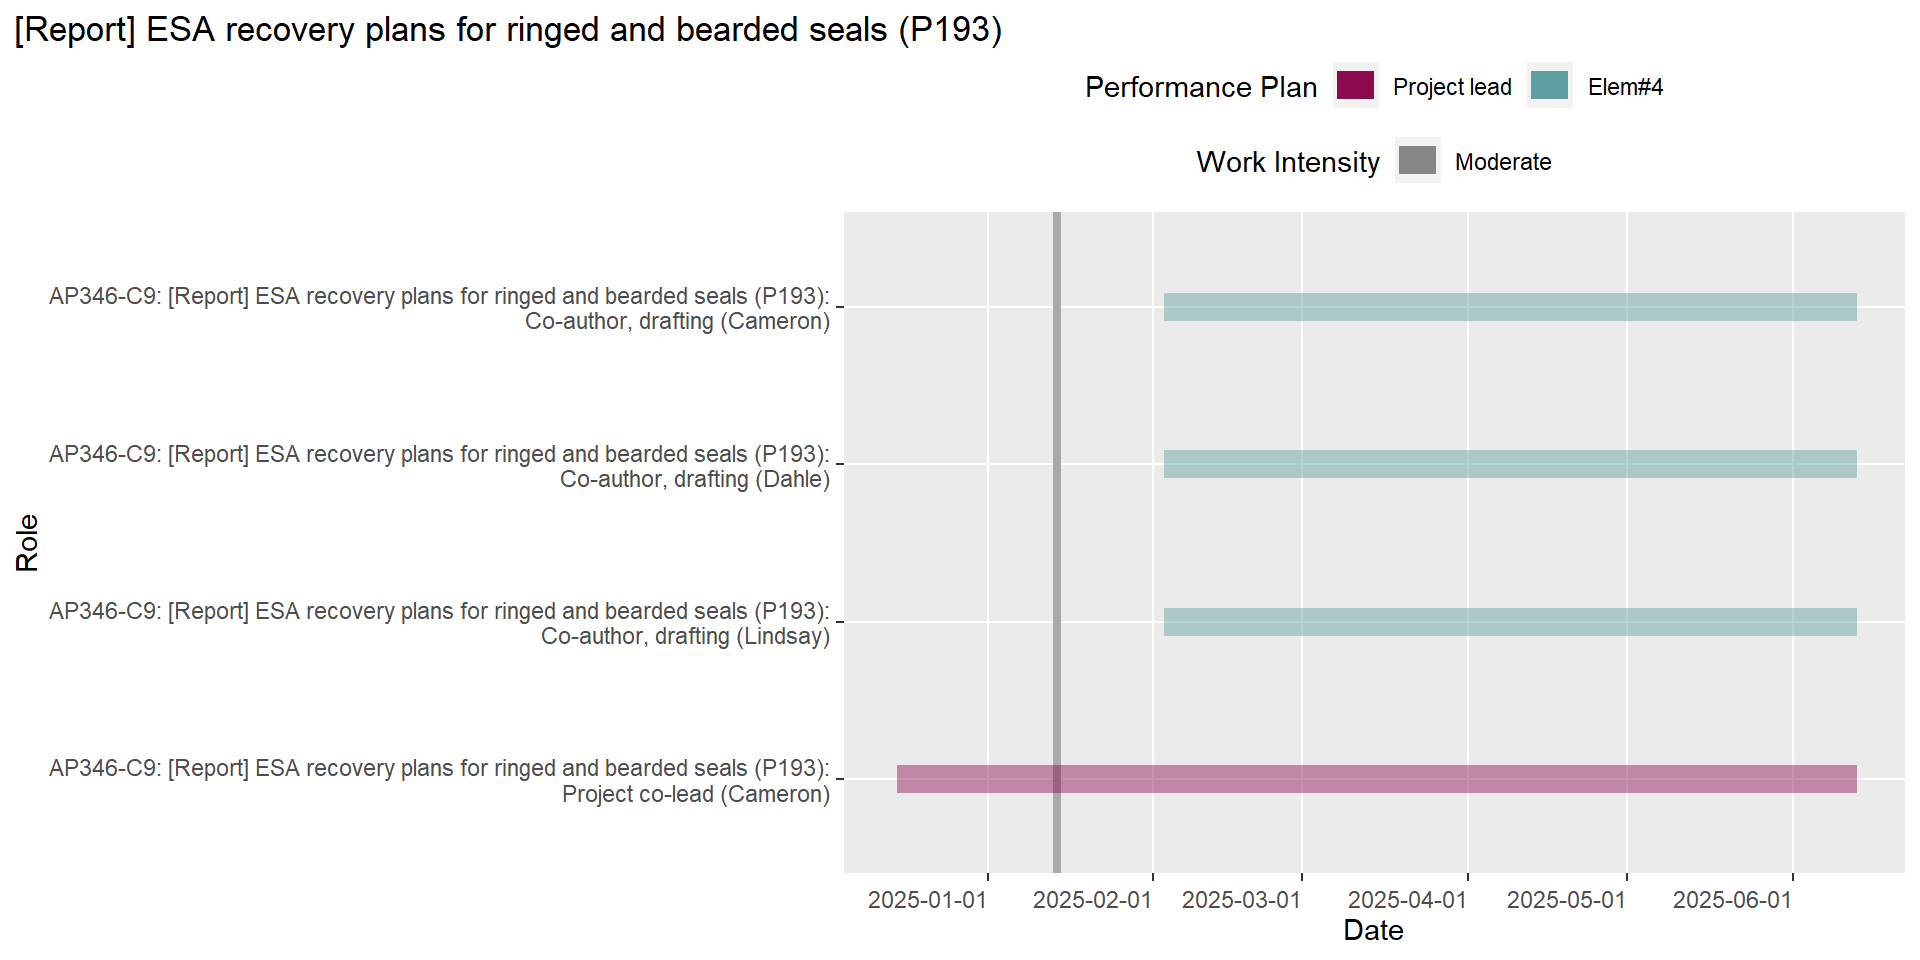 [Report] ESA recovery plans for ringed and bearded seals (P193)
Performance Plan Project lead Elem#4
Work Intensity Moderate
AP346-C9: [Report] ESA recovery plans for ringed and bearded seals (P193):
Co-author, drafting (Cameron)
AP346-C9: [Report] ESA recovery plans for ringed and bearded seals (P193):
Co-author, drafting (Dahle)
AP346-C9: [Report] ESA recovery plans for ringed and bearded seals (P193):
Co-author, drafting (Lindsay)
AP346-C9: [Report] ESA recovery plans for ringed and bearded seals (P193):
Project co-lead (Cameron)
Role
2025-01-01 2025-02-01 2025-03-01 2025-04-01 2025-05-01 2025-06-01
Date